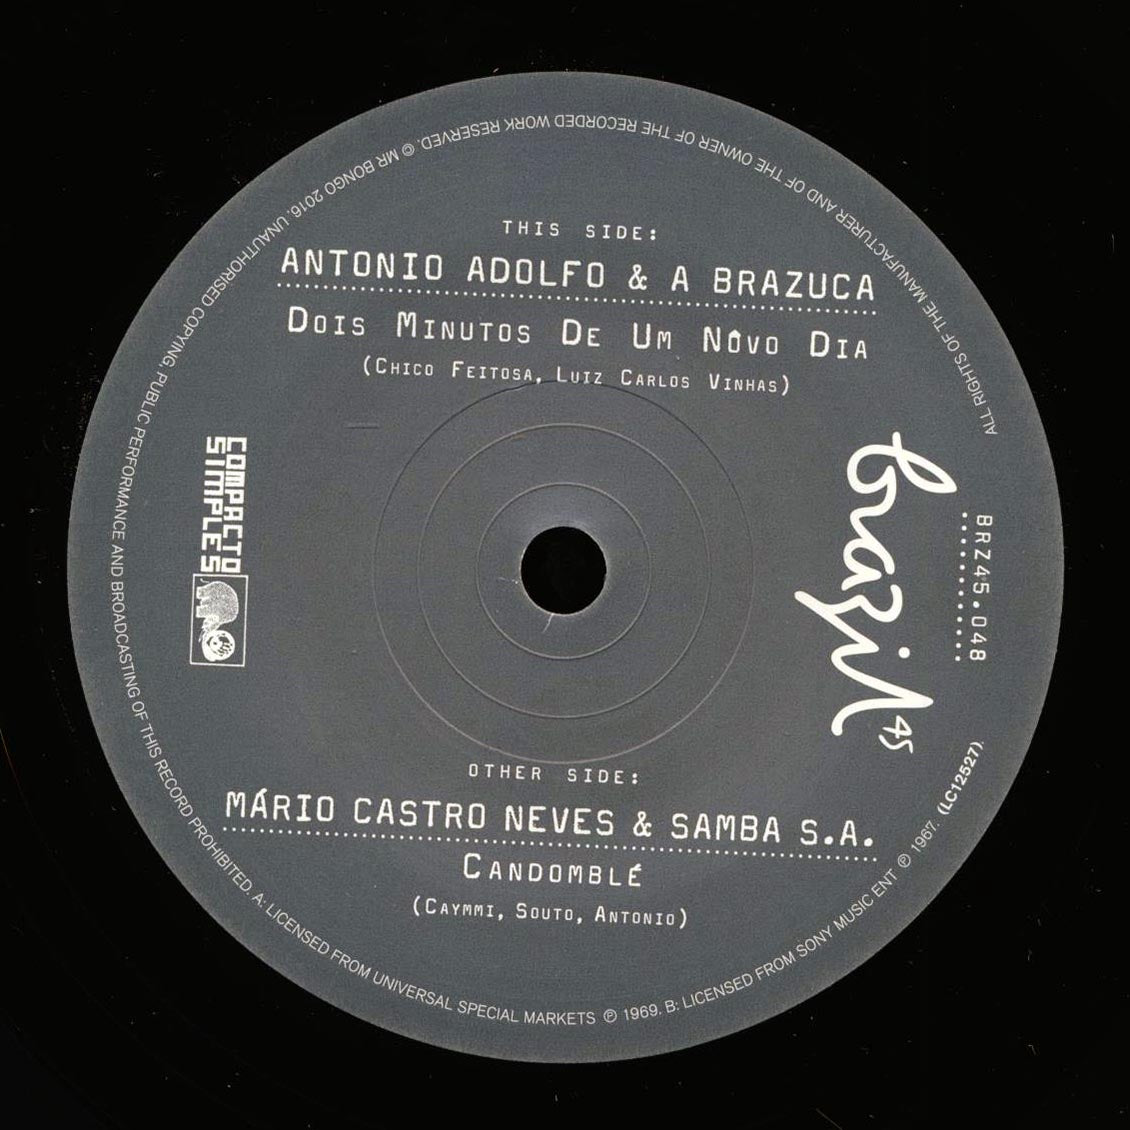 THIS SIDE:
ANTONIO ADOLFO & A BRAZUCA
DOIS MINUTOS DE UM NÔVO DIA
(CHICO FEITOSA, LUIZ CARLOS VINHAS)
COMPACTO
SIMPLES
brazil 45
BRZ45.048
OTHER SIDE:
MÁRIO CASTRO NEVES & SAMBA S.A.
CANDOMBLÉ
(CAYMMI, SOUTO, ANTONIO)
ALL RIGHTS OF THE MANUFACTURER AND OF THE OWNER OF THE RECORDED WORK RESERVED. © MR BONGO 2016. UNAUTHORISED COPYING, PUBLIC PERFORMANCE AND BROADCASTING OF THIS RECORD PROHIBITED. A: LICENSED FROM UNIVERSAL SPECIAL MARKETS ℗ 1969. B: LICENSED FROM SONY MUSIC ENT ℗ 1967. (LC12527).